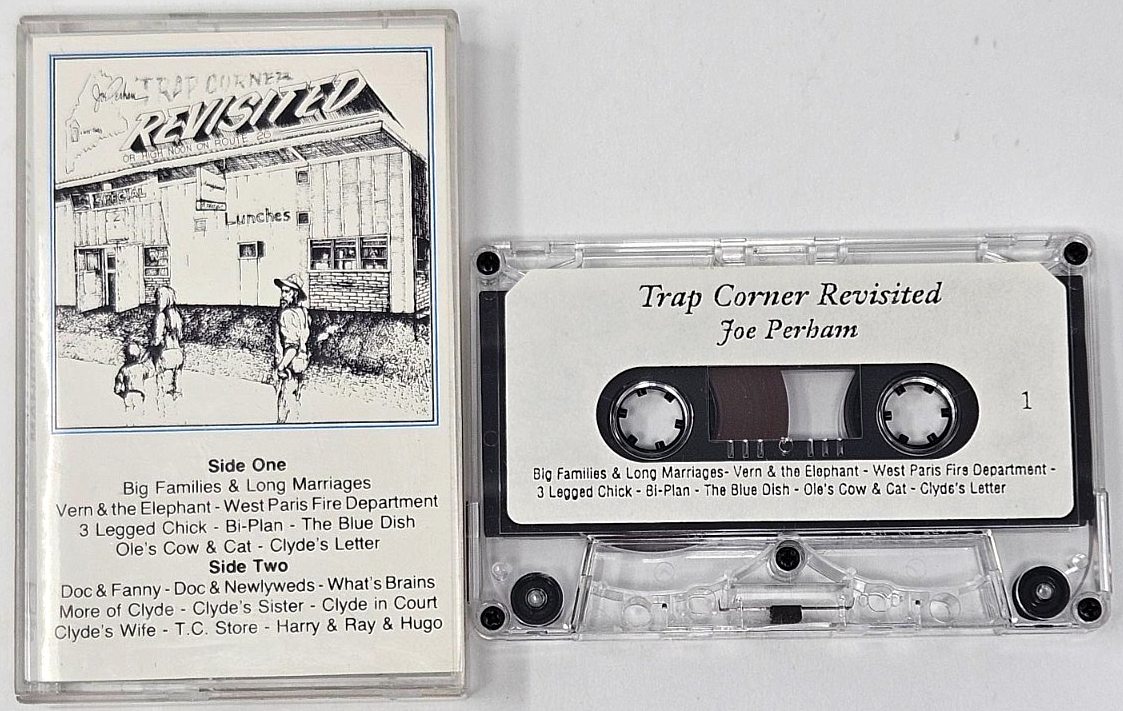 Joe Perham
TRAP CORNER
REVISITED
OR HIGH NOON ON ROUTE 26
SPECIAL
Lunches
Side One
Big Families & Long Marriages
Vern & the Elephant - West Paris Fire Department
3 Legged Chick - Bi-Plan - The Blue Dish
Ole's Cow & Cat - Clyde's Letter
Side Two
Doc & Fanny - Doc & Newlyweds - What's Brains
More of Clyde - Clyde's Sister - Clyde in Court
Clyde's Wife - T.C. Store - Harry & Ray & Hugo
Trap Corner Revisited
Joe Perham
1
Big Families & Long Marriages- Vern & the Elephant - West Paris Fire Department -
3 Legged Chick - Bi-Plan - The Blue Dish - Ole's Cow & Cat - Clyde's Letter